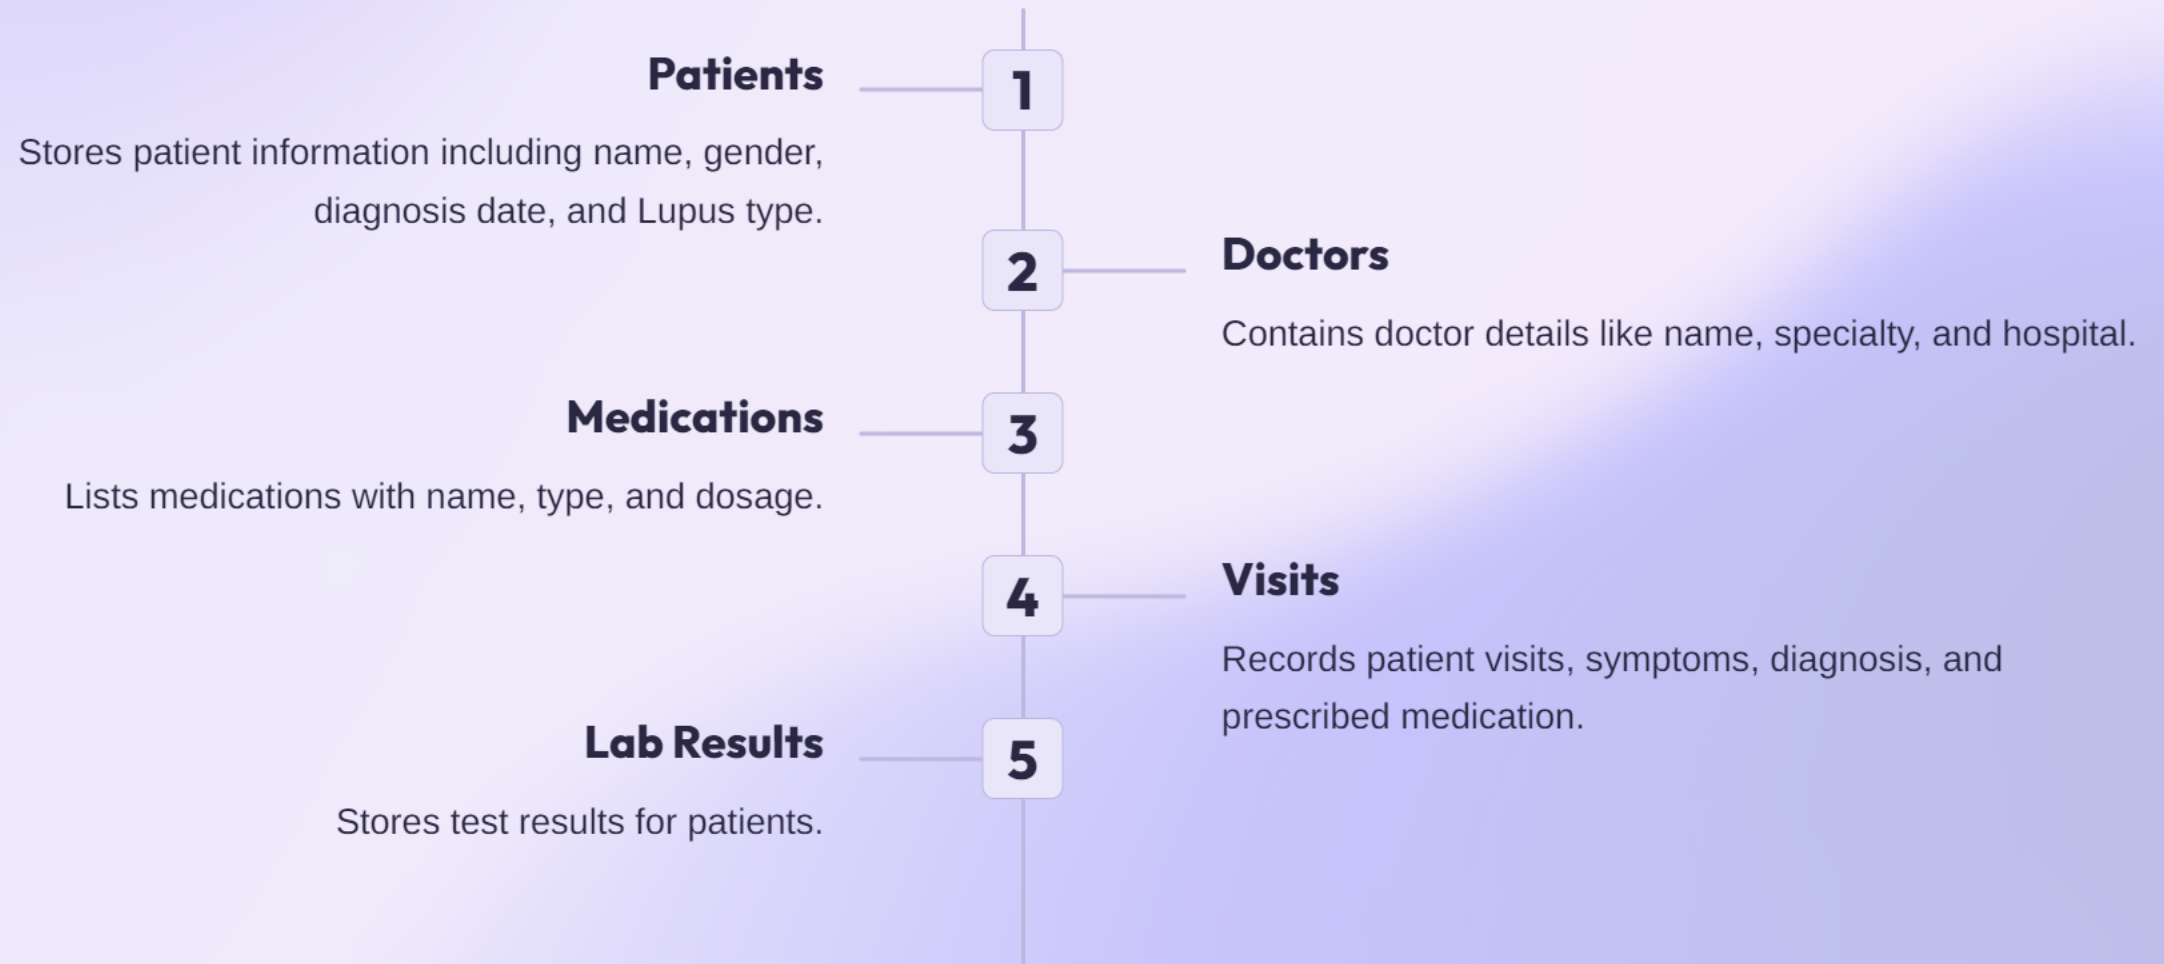 1
Patients
Stores patient information including name, gender,
diagnosis date, and Lupus type.
2
Doctors
Contains doctor details like name, specialty, and hospital.
3
Medications
Lists medications with name, type, and dosage.
4
Visits
Records patient visits, symptoms, diagnosis, and
prescribed medication.
5
Lab Results
Stores test results for patients.